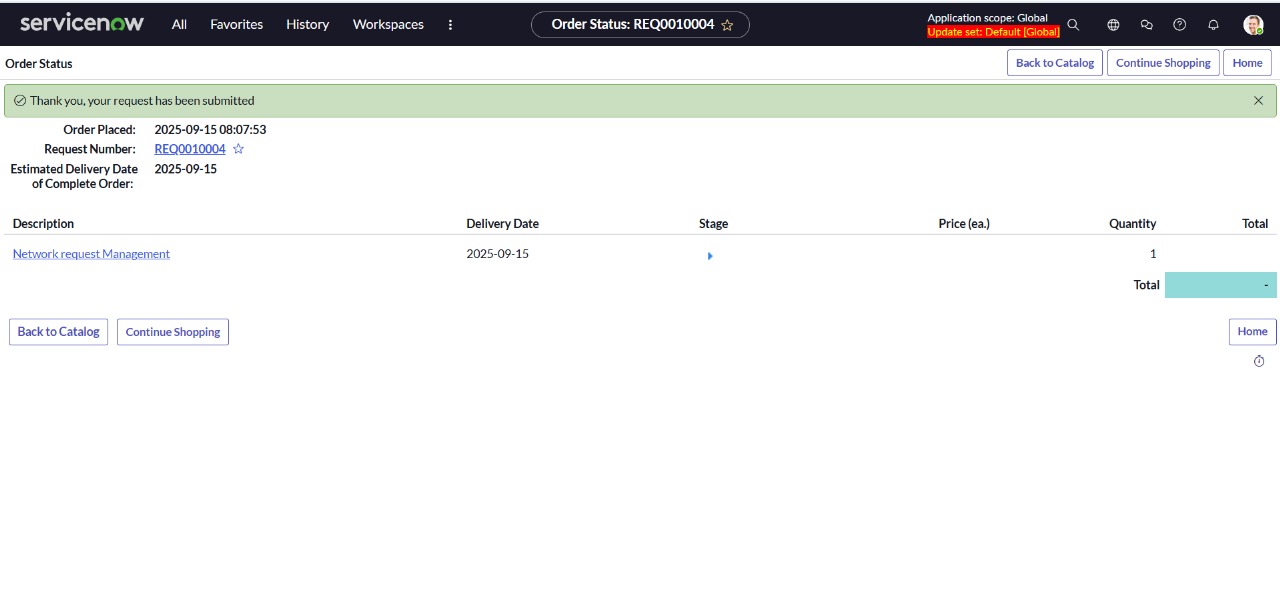 servicenow All Favorites History Workspaces Order Status: REQ0010004 Application scope: Global
Update set: Default [Global]
Order Status Back to Catalog Continue Shopping Home
Thank you, your request has been submitted
Order Placed: 2025-09-15 08:07:53
Request Number: REQ0010004
Estimated Delivery Date 2025-09-15
of Complete Order:
Description Delivery Date Stage Price (ea.) Quantity Total
Network request Management 2025-09-15 1
Total -
Back to Catalog Continue Shopping Home